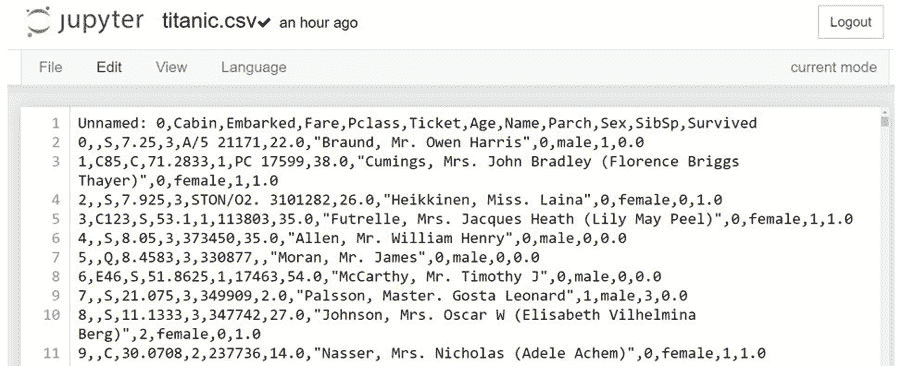 jupyter titanic.csv✔ an hour ago Logout
File Edit View Language current mode
1 Unnamed: 0,Cabin,Embarked,Fare,Pclass,Ticket,Age,Name,Parch,Sex,SibSp,Survived
2 0,,S,7.25,3,A/5 21171,22.0,"Braund, Mr. Owen Harris",0,male,1,0.0
3 1,C85,C,71.2833,1,PC 17599,38.0,"Cumings, Mrs. John Bradley (Florence Briggs
Thayer)",0,female,1,1.0
4 2,,S,7.925,3,STON/O2. 3101282,26.0,"Heikkinen, Miss. Laina",0,female,0,1.0
5 3,C123,S,53.1,1,113803,35.0,"Futrelle, Mrs. Jacques Heath (Lily May Peel)",0,female,1,1.0
6 4,,S,8.05,3,373450,35.0,"Allen, Mr. William Henry",0,male,0,0.0
7 5,,Q,8.4583,3,330877,,"Moran, Mr. James",0,male,0,0.0
8 6,E46,S,51.8625,1,17463,54.0,"McCarthy, Mr. Timothy J",0,male,0,0.0
9 7,,S,21.075,3,349909,2.0,"Palsson, Master. Gosta Leonard",1,male,3,0.0
10 8,,S,11.1333,3,347742,27.0,"Johnson, Mrs. Oscar W (Elisabeth Vilhelmina
Berg)",2,female,0,1.0
11 9,,C,30.0708,2,237736,14.0,"Nasser, Mrs. Nicholas (Adele Achem)",0,female,1,1.0